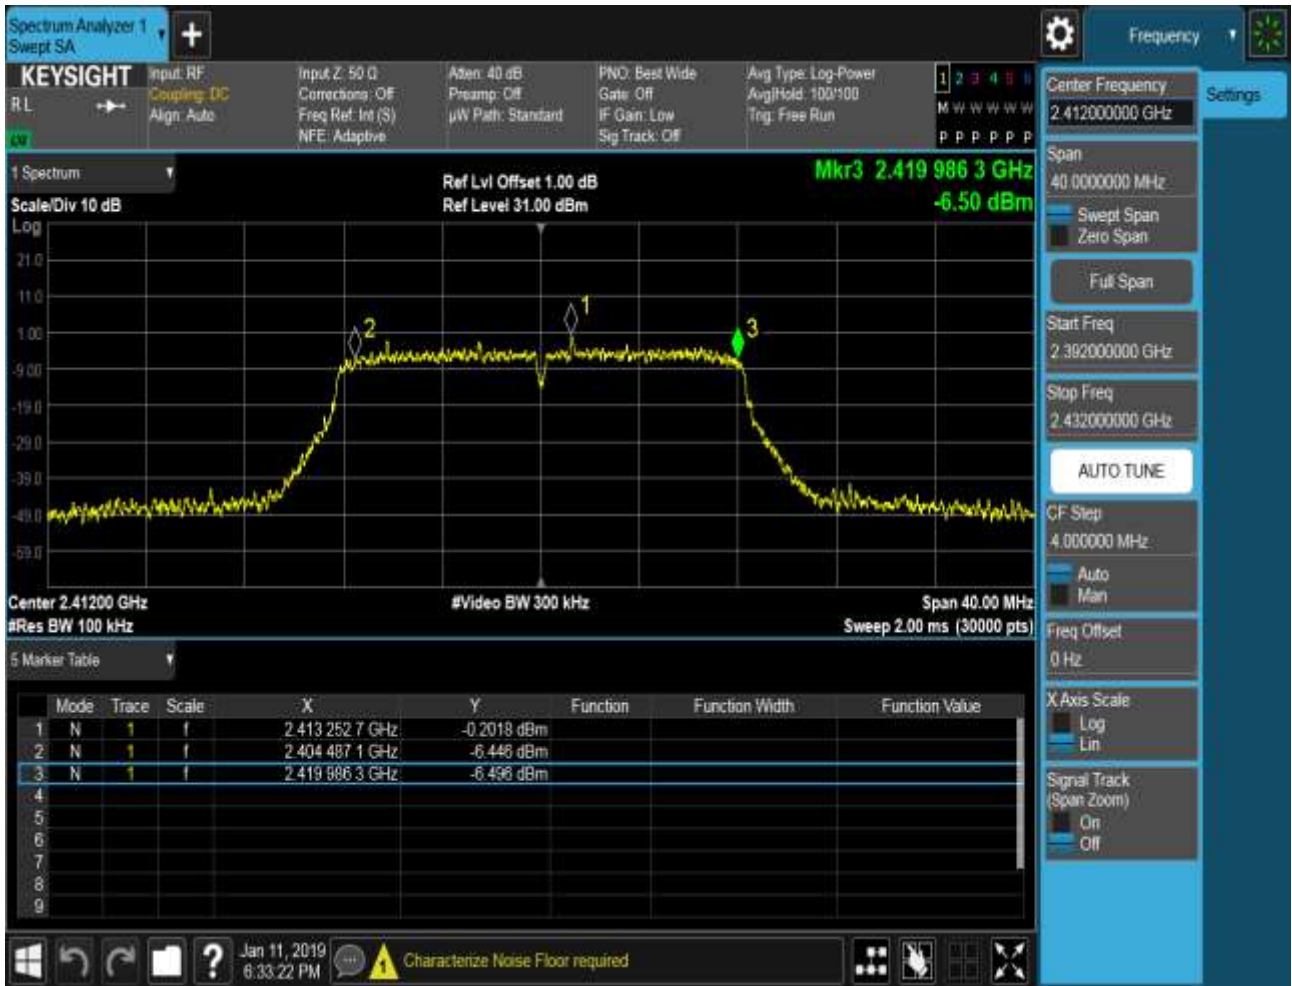 Spectrum Analyzer 1
Swept SA
Frequency
KEYSIGHT
RL
Input: RF
Coupling: DC
Align: Auto
Input Z: 50 Ω
Corrections: Off
Freq Ref: Int (S)
NFE: Adaptive
Atten: 40 dB
Preamp: Off
µW Path: Standard
PNO: Best Wide
Gate: Off
IF Gain: Low
Sig Track: Off
Avg Type: Log-Power
Avg|Hold: 100/100
Trig: Free Run
1 2 3 4 5 6
M W W W W W
P P P P P P
1 Spectrum
Scale/Div 10 dB
Ref Lvl Offset 1.00 dB
Ref Level 31.00 dBm
Mkr3 2.419 986 3 GHz
-6.50 dBm
Log
21.0
11.0
1.00
-9.00
-19.0
-29.0
-39.0
-49.0
-59.0
2
1
3
Center 2.41200 GHz
#Res BW 100 kHz
#Video BW 300 kHz
Span 40.00 MHz
Sweep 2.00 ms (30000 pts)
5 Marker Table
Mode Trace Scale X Y Function Function Width Function Value
1 N 1 f 2.413 252 7 GHz -0.2018 dBm
2 N 1 f 2.404 487 1 GHz -6.446 dBm
3 N 1 f 2.419 986 3 GHz -6.496 dBm
4
5
6
7
8
9
Jan 11, 2019
6:33:22 PM
?
1
Characterize Noise Floor required
Center Frequency
2.412000000 GHz
Settings
Span
40.0000000 MHz
Swept Span
Zero Span
Full Span
Start Freq
2.392000000 GHz
Stop Freq
2.432000000 GHz
AUTO TUNE
CF Step
4.000000 MHz
Auto
Man
Freq Offset
0 Hz
X Axis Scale
Log
Lin
Signal Track
(Span Zoom)
On
Off